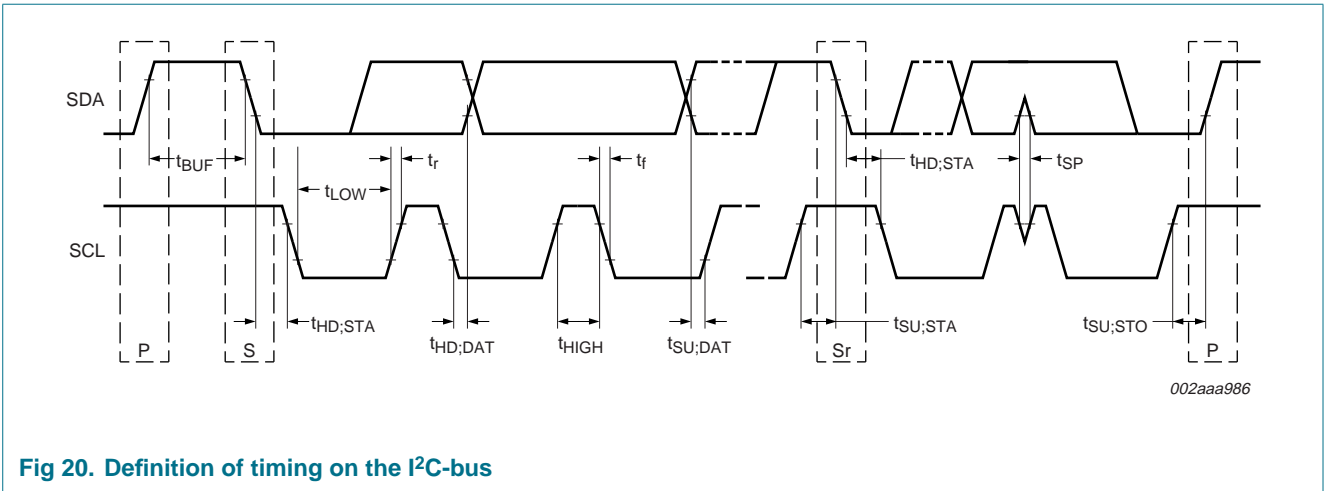 SDA
tBUF
tr
tf
tHD;STA
tSP
tLOW
SCL
tHD;STA
tHD;DAT
tHIGH
tSU;DAT
tSU;STA
tSU;STO
P
S
Sr
P
002aaa986
Fig 20. Definition of timing on the I²C-bus